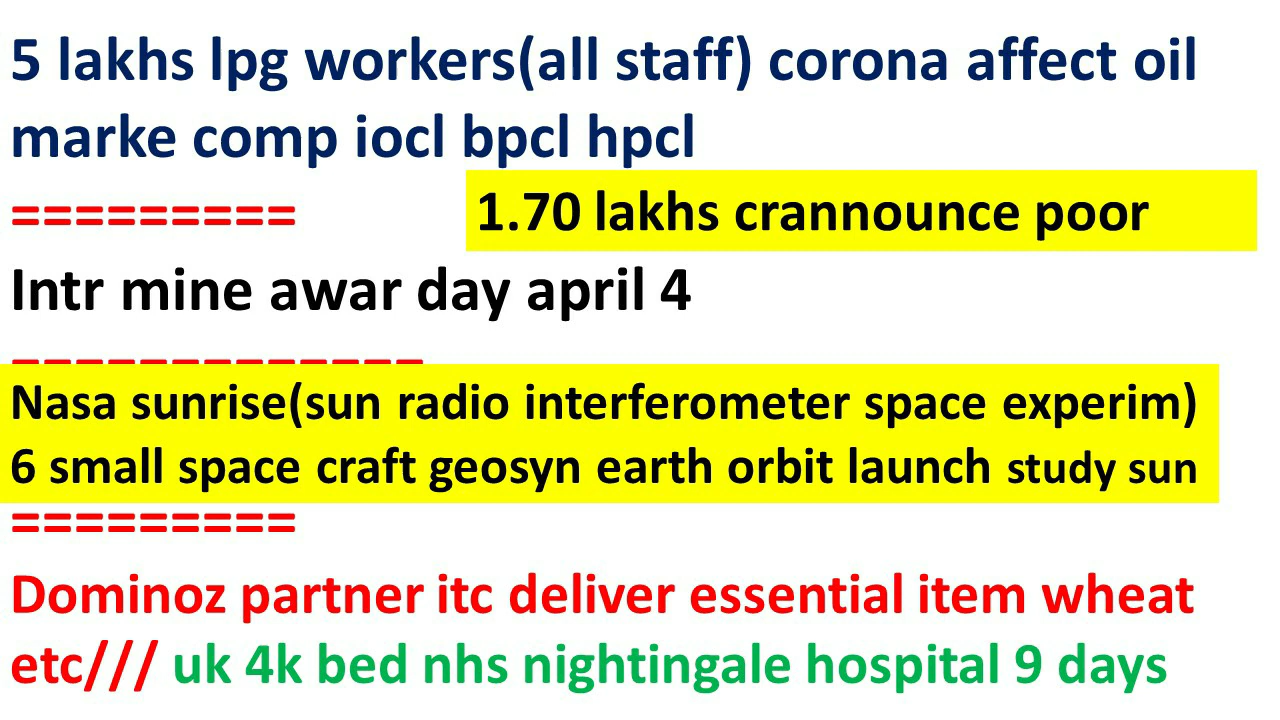 5 lakhs lpg workers(all staff) corona affect oil
marke comp iocl bpcl hpcl
=========
1.70 lakhs crannounce poor
Intr mine awar day april 4
=============
Nasa sunrise(sun radio interferometer space experim)
6 small space craft geosyn earth orbit launch study sun
=========
Dominoz partner itc deliver essential item wheat
etc/// uk 4k bed nhs nightingale hospital 9 days